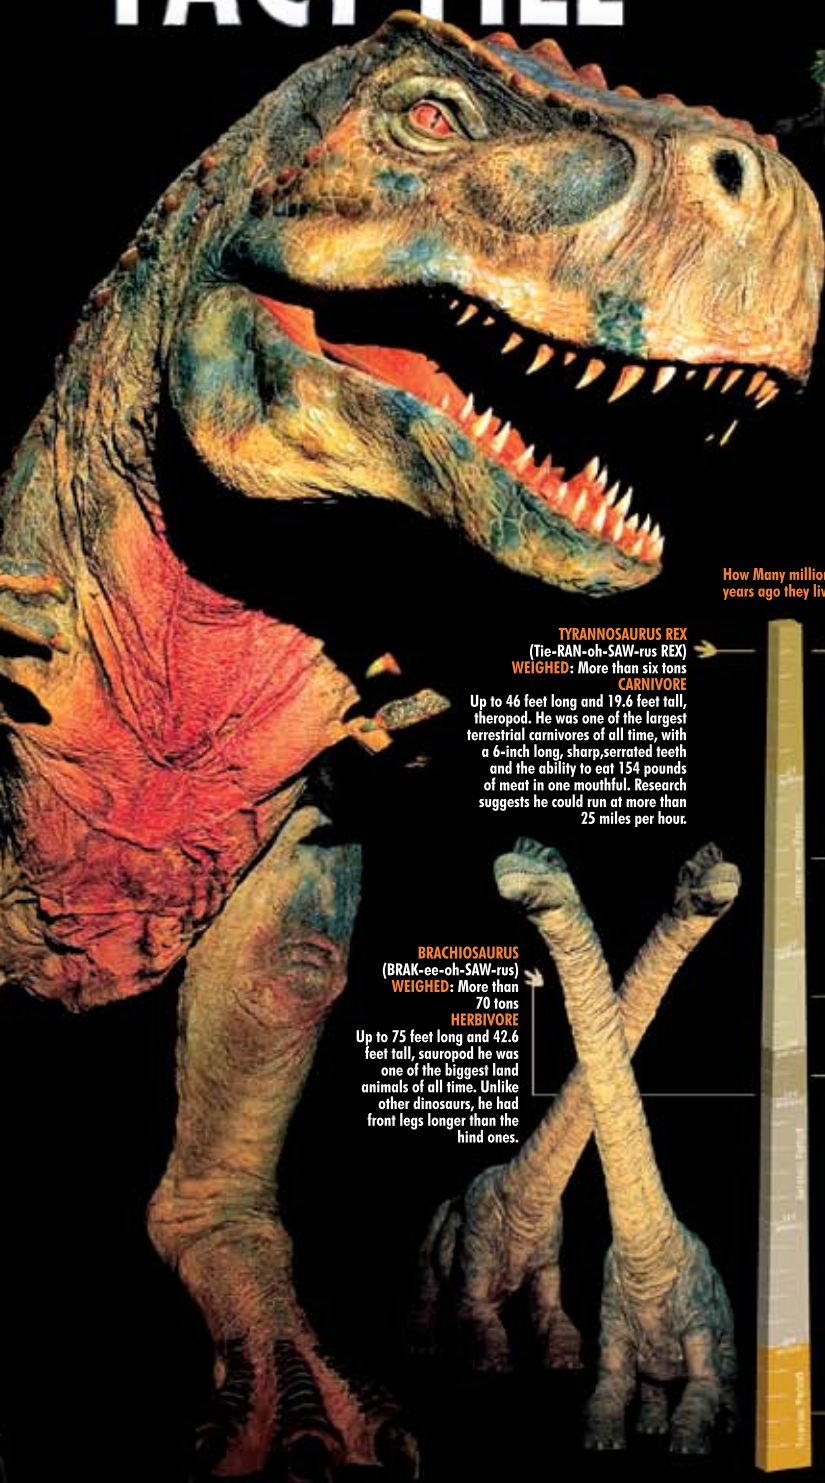 FACT FILE
How Many million
years ago they liv
TYRANNOSAURUS REX
(Tie-RAN-oh-SAW-rus REX)
WEIGHED: More than six tons
CARNIVORE
Up to 46 feet long and 19.6 feet tall,
theropod. He was one of the largest
terrestrial carnivores of all time, with
a 6-inch long, sharp,serrated teeth
and the ability to eat 154 pounds
of meat in one mouthful. Research
suggests he could run at more than
25 miles per hour.
BRACHIOSAURUS
(BRAK-ee-oh-SAW-rus)
WEIGHED: More than
70 tons
HERBIVORE
Up to 75 feet long and 42.6
feet tall, sauropod he was
one of the biggest land
animals of all time. Unlike
other dinosaurs, he had
front legs longer than the
hind ones.